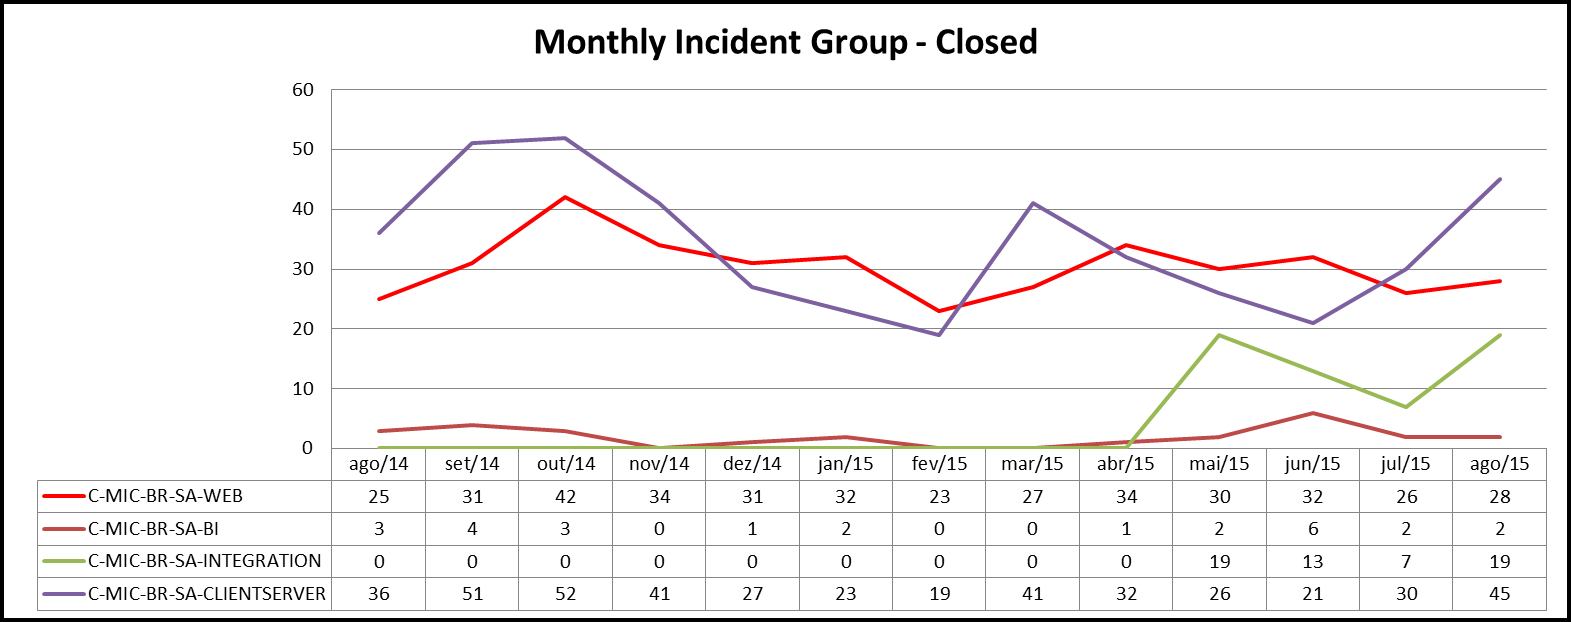 Monthly Incident Group - Closed
60
50
40
30
20
10
0
ago/14 set/14 out/14 nov/14 dez/14 jan/15 fev/15 mar/15 abr/15 mai/15 jun/15 jul/15 ago/15
C-MIC-BR-SA-WEB 25 31 42 34 31 32 23 27 34 30 32 26 28
C-MIC-BR-SA-BI 3 4 3 0 1 2 0 0 1 2 6 2 2
C-MIC-BR-SA-INTEGRATION 0 0 0 0 0 0 0 0 0 19 13 7 19
C-MIC-BR-SA-CLIENTSERVER 36 51 52 41 27 23 19 41 32 26 21 30 45